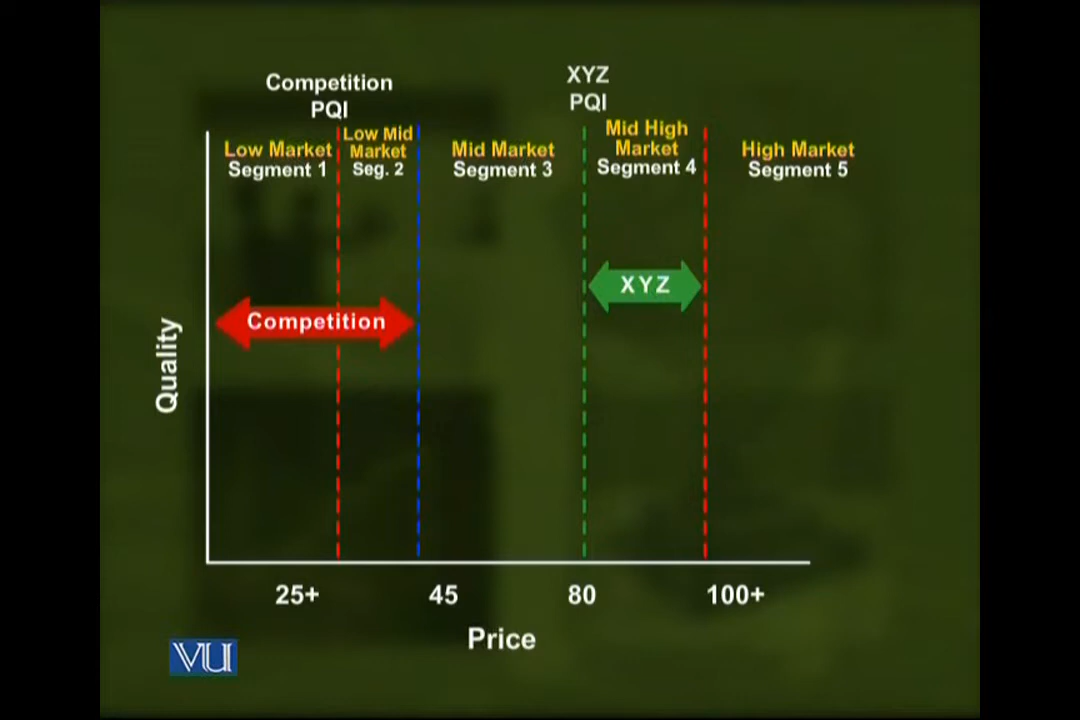 Competition
PQI
XYZ
PQI
Low Market
Segment 1
Low Mid
Market
Seg. 2
Mid Market
Segment 3
Mid High
Market
Segment 4
High Market
Segment 5
XYZ
Competition
Quality
25+ 45 80 100+
Price
VU